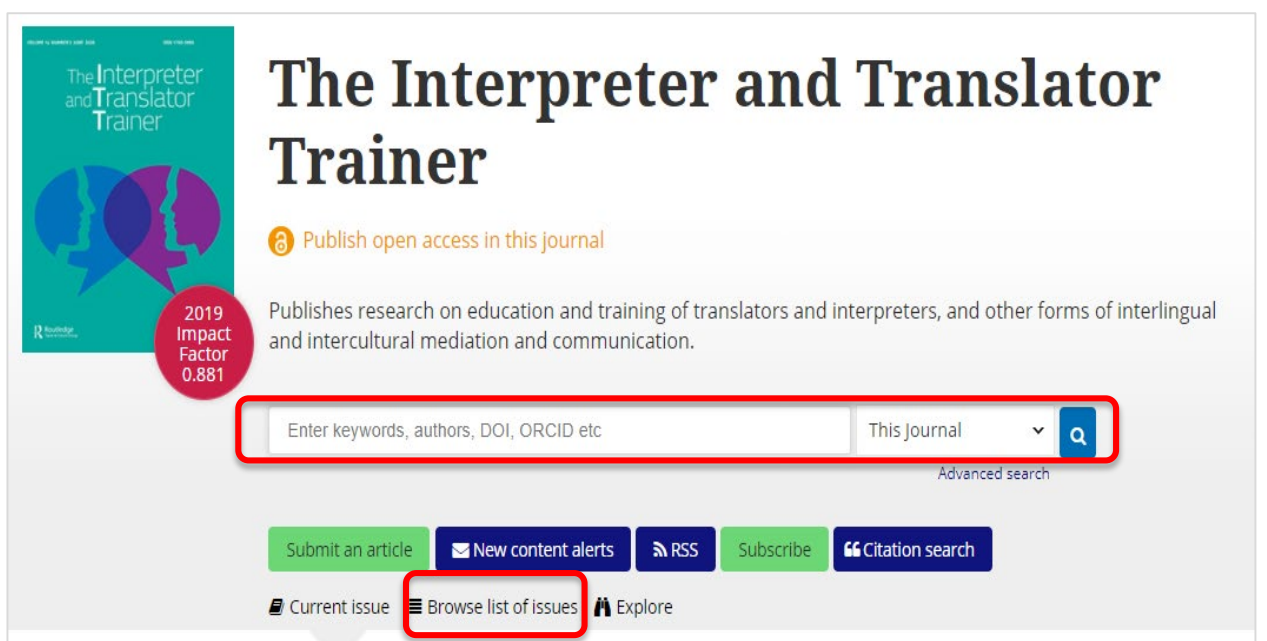 The Interpreter
and Translator
Trainer
The Interpreter and Translator
Trainer
Publish open access in this journal
2019
Impact
Factor
0.881
Publishes research on education and training of translators and interpreters, and other forms of interlingual
and intercultural mediation and communication.
Routledge
Enter keywords, authors, DOI, ORCID etc
This Journal
Advanced search
Submit an article
New content alerts
RSS
Subscribe
Citation search
Current issue
Browse list of issues
Explore